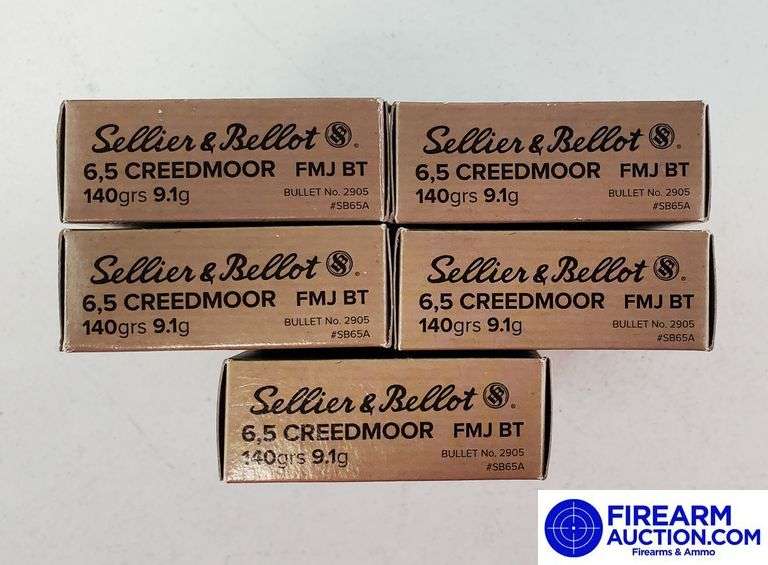 Sellier & Bellot
6,5 CREEDMOOR FMJ BT
140grs 9.1g BULLET No. 2905
#SB65A
Sellier & Bellot
6,5 CREEDMOOR FMJ BT
140grs 9.1g BULLET No. 2905
#SB65A
Sellier & Bellot
6,5 CREEDMOOR FMJ BT
140grs 9.1g BULLET No. 2905
#SB65A
Sellier & Bellot
6,5 CREEDMOOR FMJ BT
140grs 9.1g BULLET No. 2905
#SB65A
Sellier & Bellot
6,5 CREEDMOOR FMJ BT
140grs 9.1g BULLET No. 2905
#SB65A
FIREARM
AUCTION.COM
Firearms & Ammo